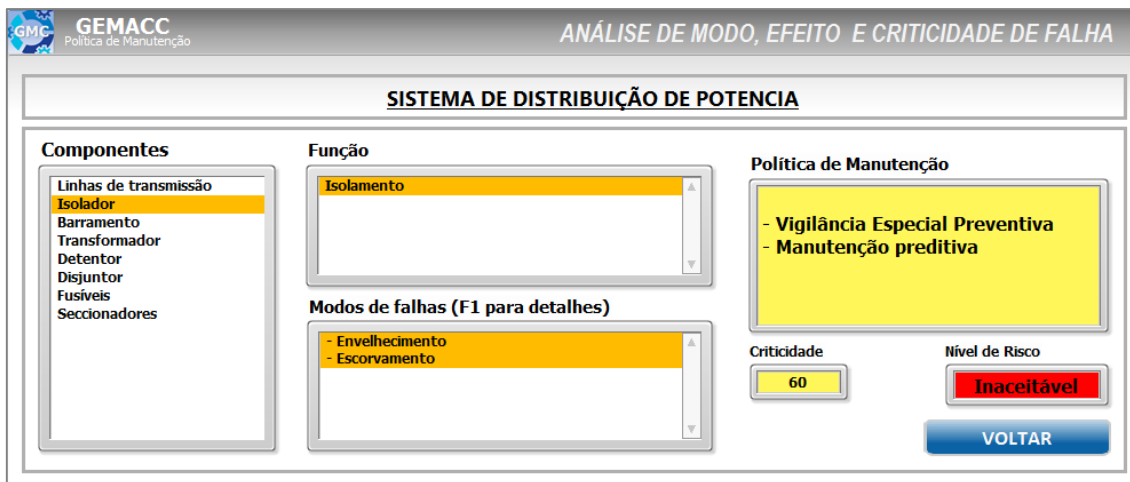 GMC
GEMACC
Política de Manutenção
ANÁLISE DE MODO, EFEITO E CRITICIDADE DE FALHA
SISTEMA DE DISTRIBUIÇÃO DE POTENCIA
Componentes
Linhas de transmissão
Isolador
Barramento
Transformador
Detentor
Disjuntor
Fusíveis
Seccionadores
Função
Isolamento
Modos de falhas (F1 para detalhes)
- Envelhecimento
- Escorvamento
Política de Manutenção
- Vigilância Especial Preventiva
- Manutenção preditiva
Criticidade
60
Nível de Risco
Inaceitável
VOLTAR